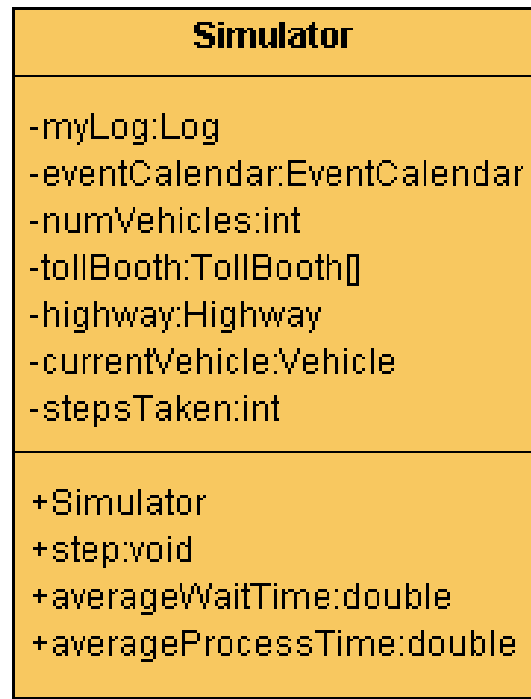 Simulator
-myLog:Log
-eventCalendar:EventCalendar
-numVehicles:int
-tollBooth:TollBooth[]
-highway:Highway
-currentVehicle:Vehicle
-stepsTaken:int
+Simulator
+step:void
+averageWaitTime:double
+averageProcessTime:double